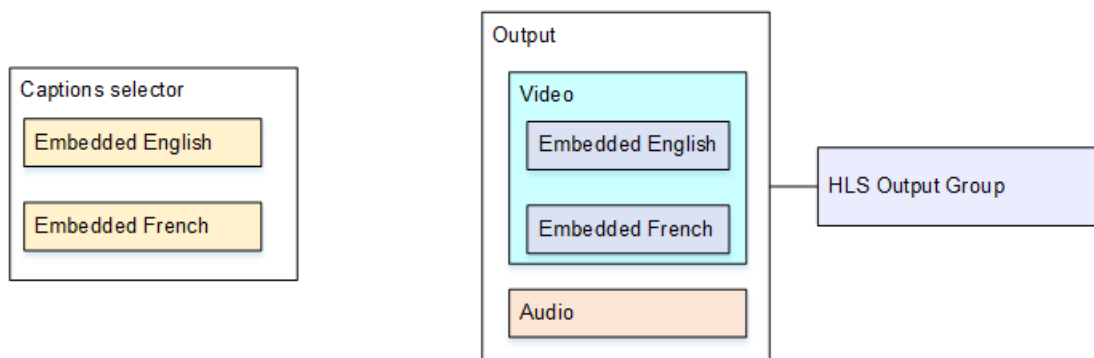 Captions selector
Embedded English
Embedded French
Output
Video
Embedded English
Embedded French
Audio
HLS Output Group